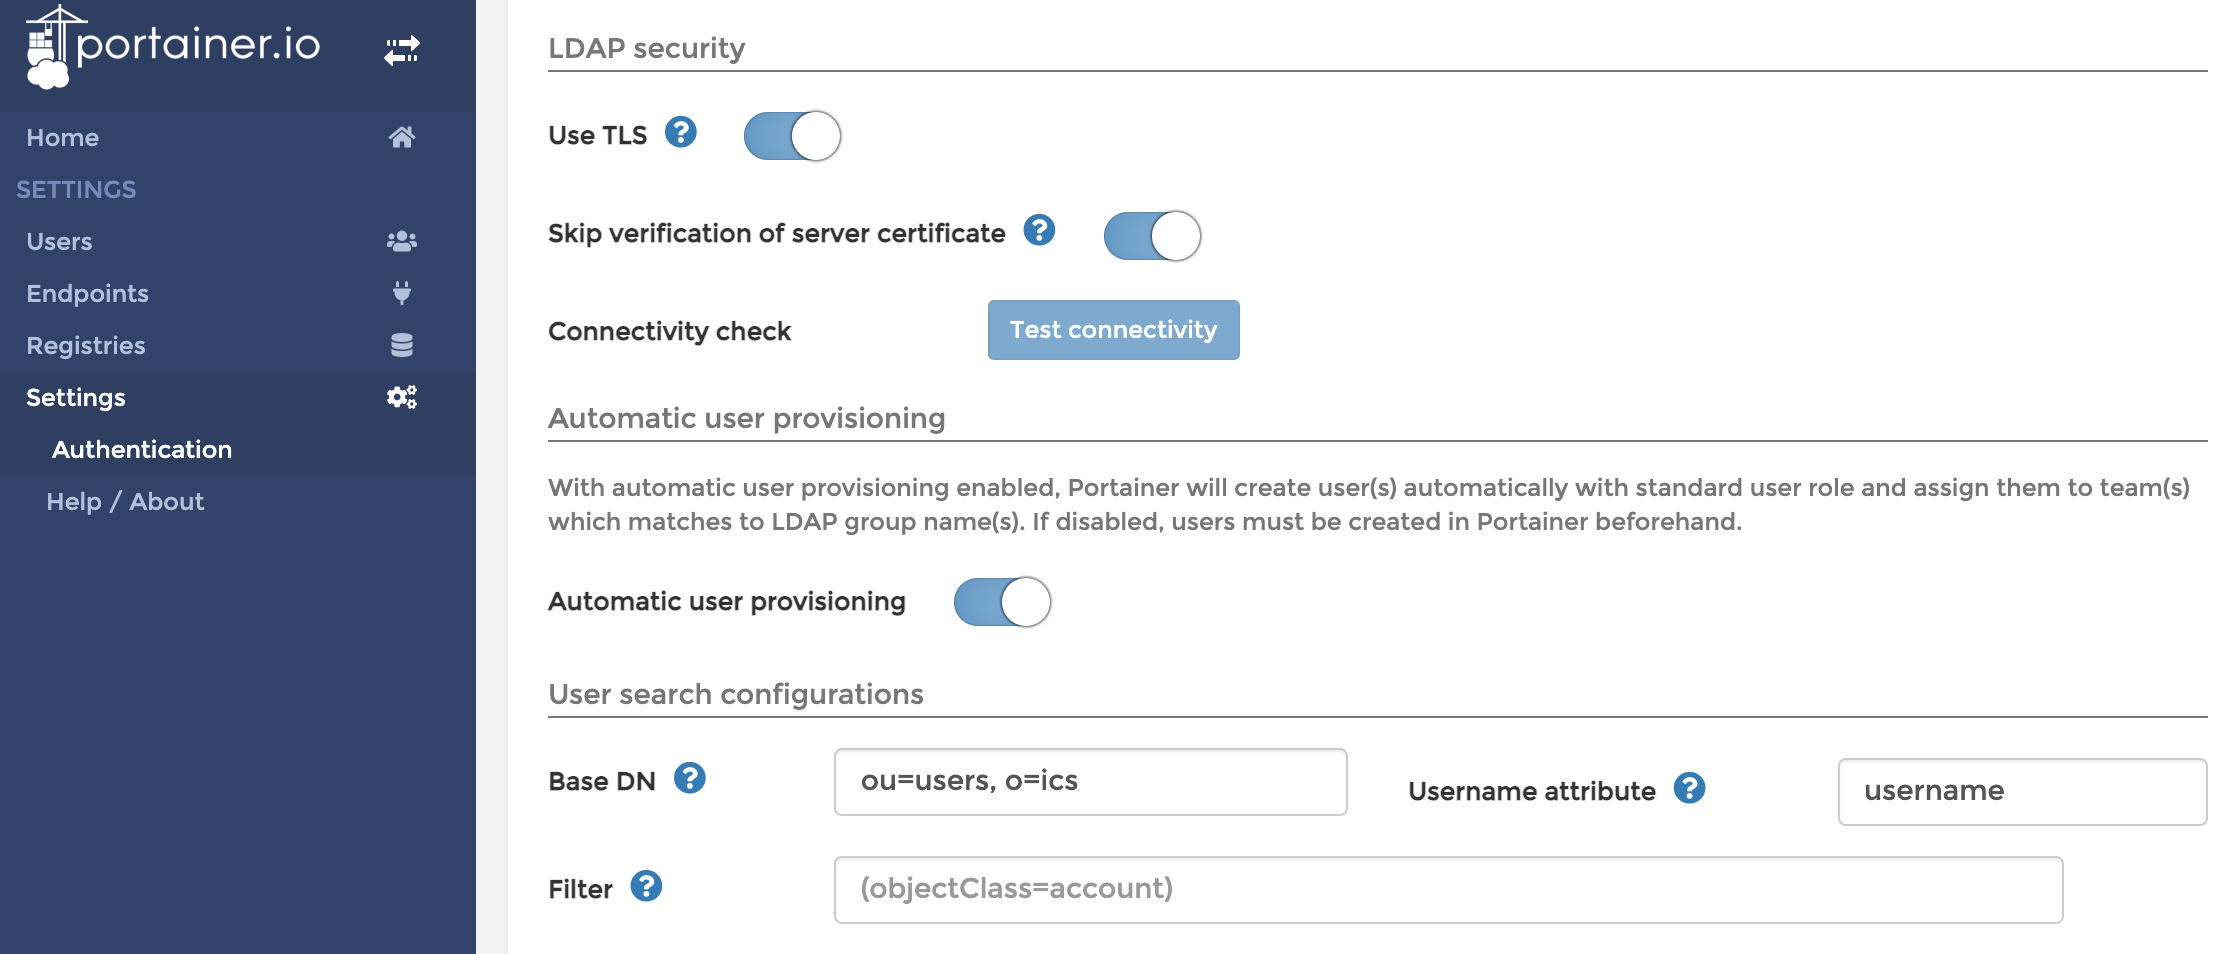 portainer.io
Home
SETTINGS
Users
Endpoints
Registries
Settings
Authentication
Help / About
LDAP security
Use TLS ?
Skip verification of server certificate ?
Connectivity check Test connectivity
Automatic user provisioning
With automatic user provisioning enabled, Portainer will create user(s) automatically with standard user role and assign them to team(s)
which matches to LDAP group name(s). If disabled, users must be created in Portainer beforehand.
Automatic user provisioning
User search configurations
Base DN ? ou=users, o=ics Username attribute ? username
Filter ? (objectClass=account)